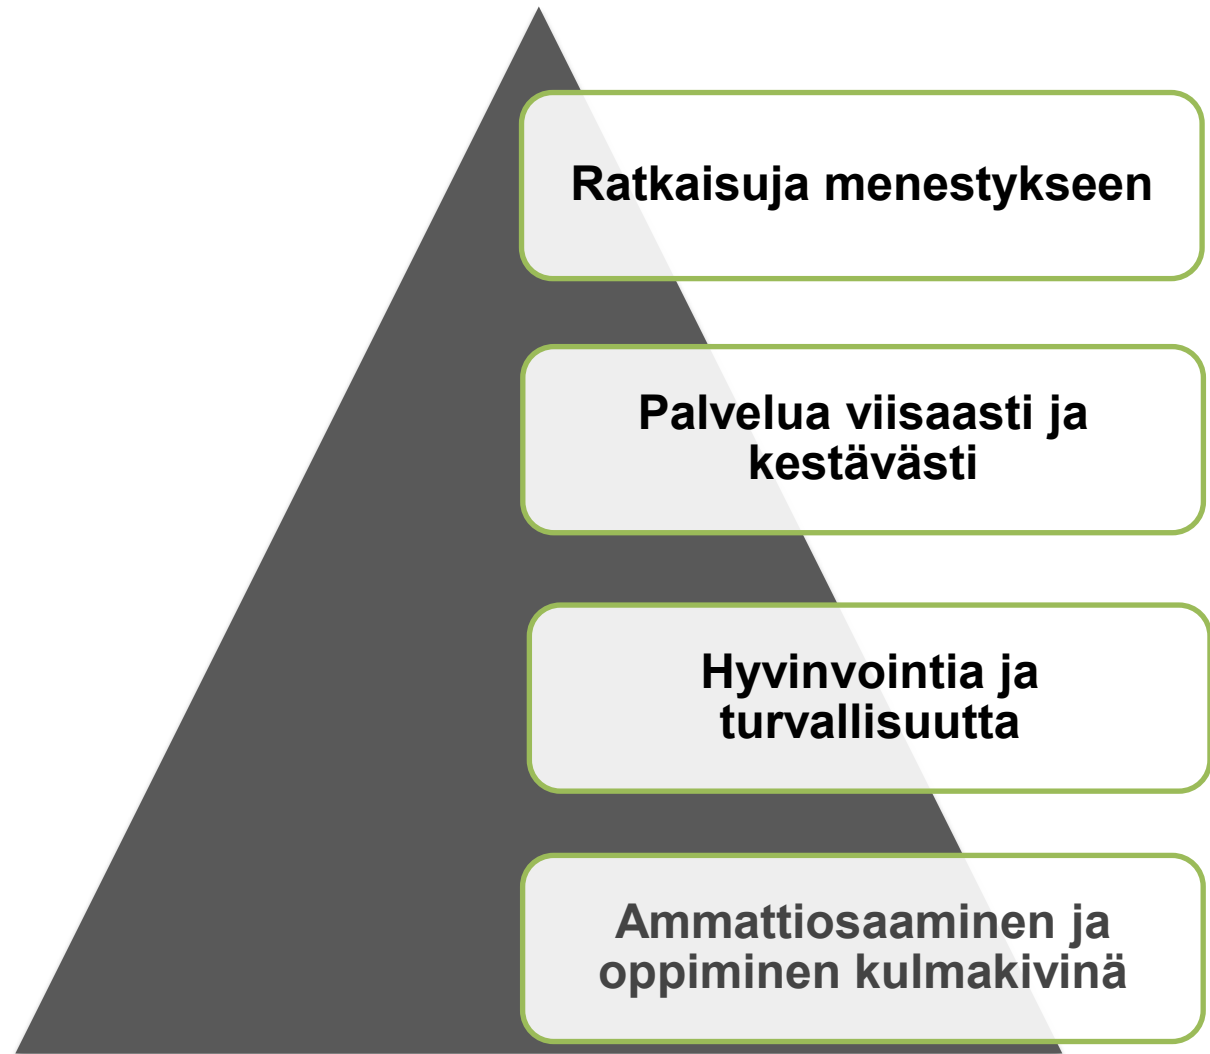 Ratkaisuja menestykseen
Palvelua viisaasti ja
kestävästi
Hyvinvointia ja
turvallisuutta
Ammattiosaaminen ja
oppiminen kulmakivinä